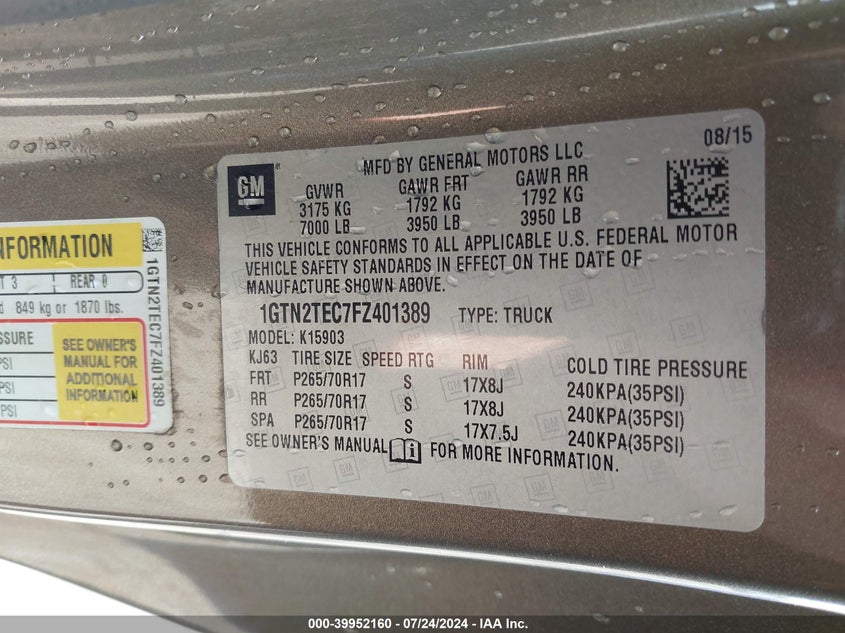 NFORMATION
T 3 REAR 0
d 849 kg or 1870 lbs.
SSURE
PSI
PSI
PSI
SEE OWNER'S
MANUAL FOR
ADDITIONAL
INFORMATION
1GTN2TEC7FZ401389
GM
MFD BY GENERAL MOTORS LLC
08/15
GVWR GAWR FRT GAWR RR
3175 KG 1792 KG 1792 KG
7000 LB 3950 LB 3950 LB
THIS VEHICLE CONFORMS TO ALL APPLICABLE U.S. FEDERAL MOTOR
VEHICLE SAFETY STANDARDS IN EFFECT ON THE DATE OF
MANUFACTURE SHOWN ABOVE.
1GTN2TEC7FZ401389 TYPE: TRUCK
MODEL: K15903
KJ63 TIRE SIZE SPEED RTG RIM COLD TIRE PRESSURE
FRT P265/70R17 S 17X8J 240KPA(35PSI)
RR P265/70R17 S 17X8J 240KPA(35PSI)
SPA P265/70R17 S 17X7.5J 240KPA(35PSI)
SEE OWNER'S MANUAL FOR MORE INFORMATION.
000-39952160 - 07/24/2024 - IAA Inc.